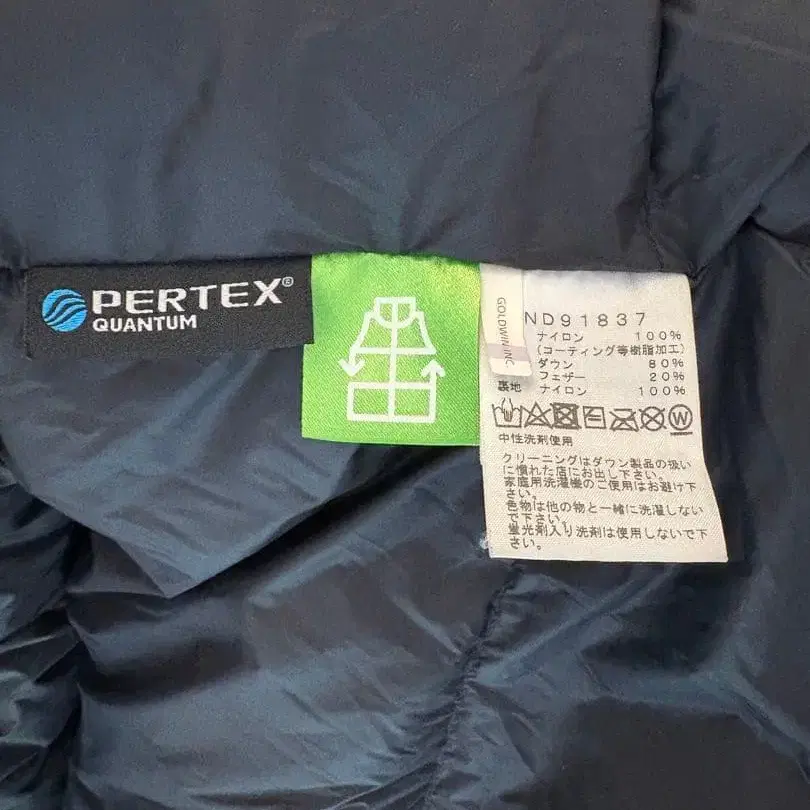 PERTEX®
QUANTUM
GOLDWIN INC.
ND91837
ナイロン 100%
(コーティング等樹脂加工)
ダウン 80%
フェザー 20%
裏地 ナイロン 100%
中性洗剤使用
クリーニングはダウン製品の扱い
に慣れた店にお出し下さい。
家庭用洗濯機のご使用はお避け下
さい。
色物は他の物と一緒に洗濯しない
で下さい。
蛍光剤入り洗剤は使用しないで下
さい。